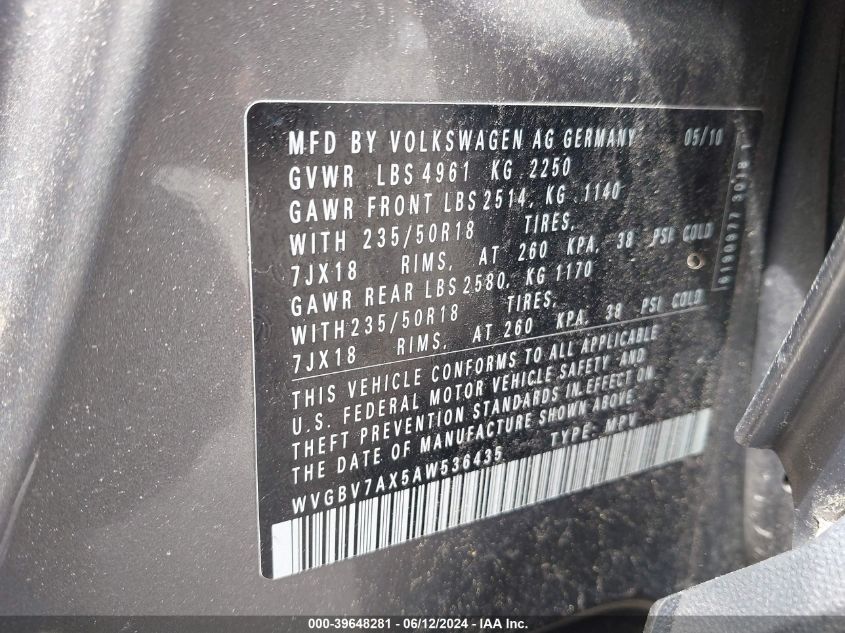 MFD BY VOLKSWAGEN AG GERMANY 05/10
GVWR LBS 4961 KG 2250
GAWR FRONT LBS 2514, KG 1140
WITH 235/50R18 TIRES,
7JX18 RIMS, AT 260 KPA, 38 PSI COLD
GAWR REAR LBS 2580, KG 1170
WITH 235/50R18 TIRES,
7JX18 RIMS, AT 260 KPA, 38 PSI COLD
THIS VEHICLE CONFORMS TO ALL APPLICABLE
U.S. FEDERAL MOTOR VEHICLE SAFETY AND
THEFT PREVENTION STANDARDS IN EFFECT ON
THE DATE OF MANUFACTURE SHOWN ABOVE
WVGBV7AX5AW536435 TYPE: MPV
000-39648281 - 06/12/2024 - IAA Inc.